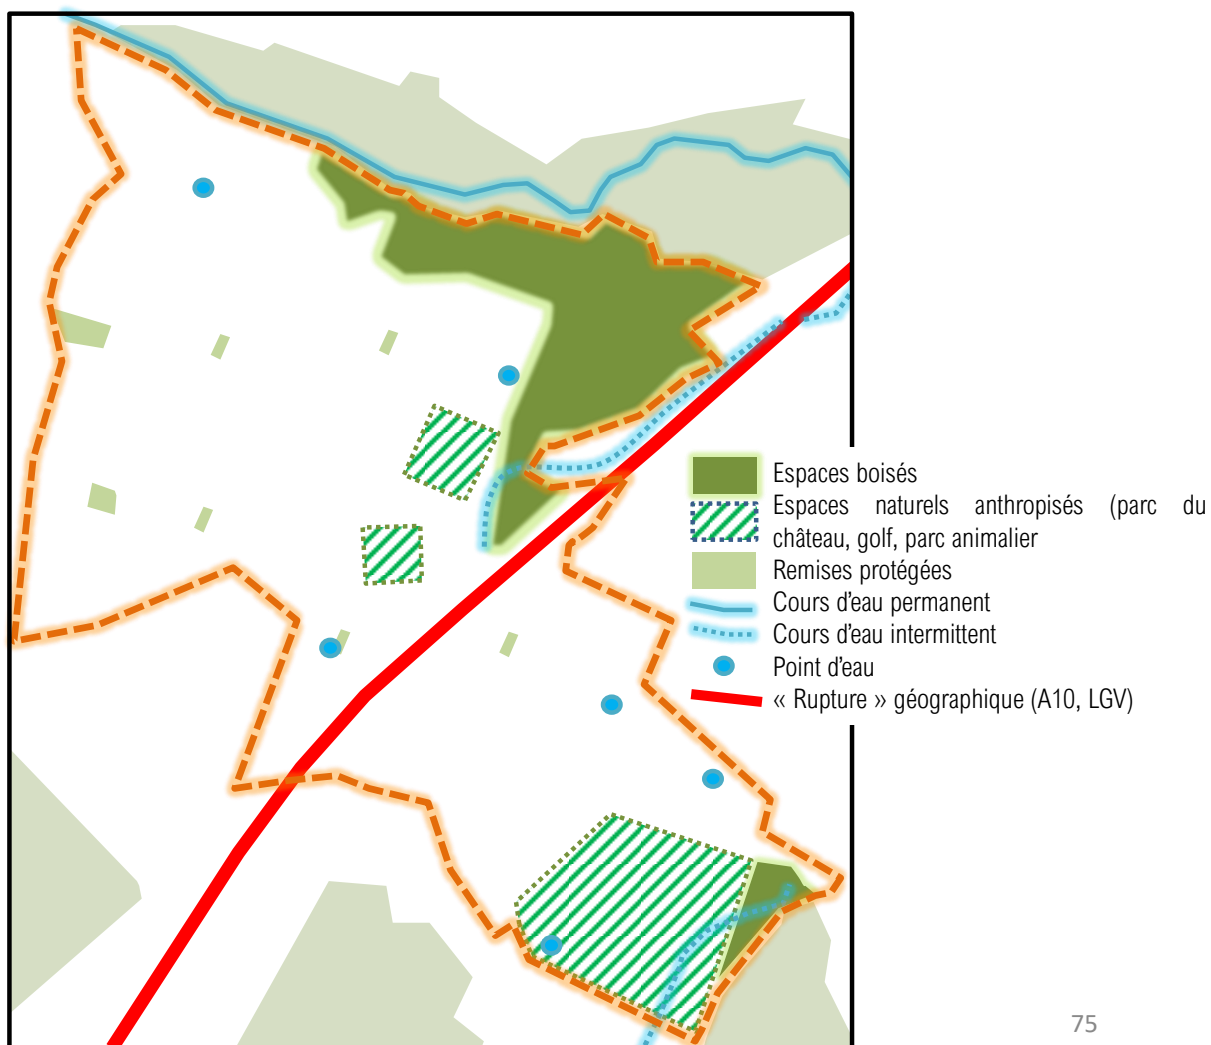 Espaces boisés
Espaces naturels anthropisés (parc du
château, golf, parc animalier
Remises protégées
Cours d'eau permanent
Cours d'eau intermittent
Point d'eau
« Rupture » géographique (A10, LGV)
75